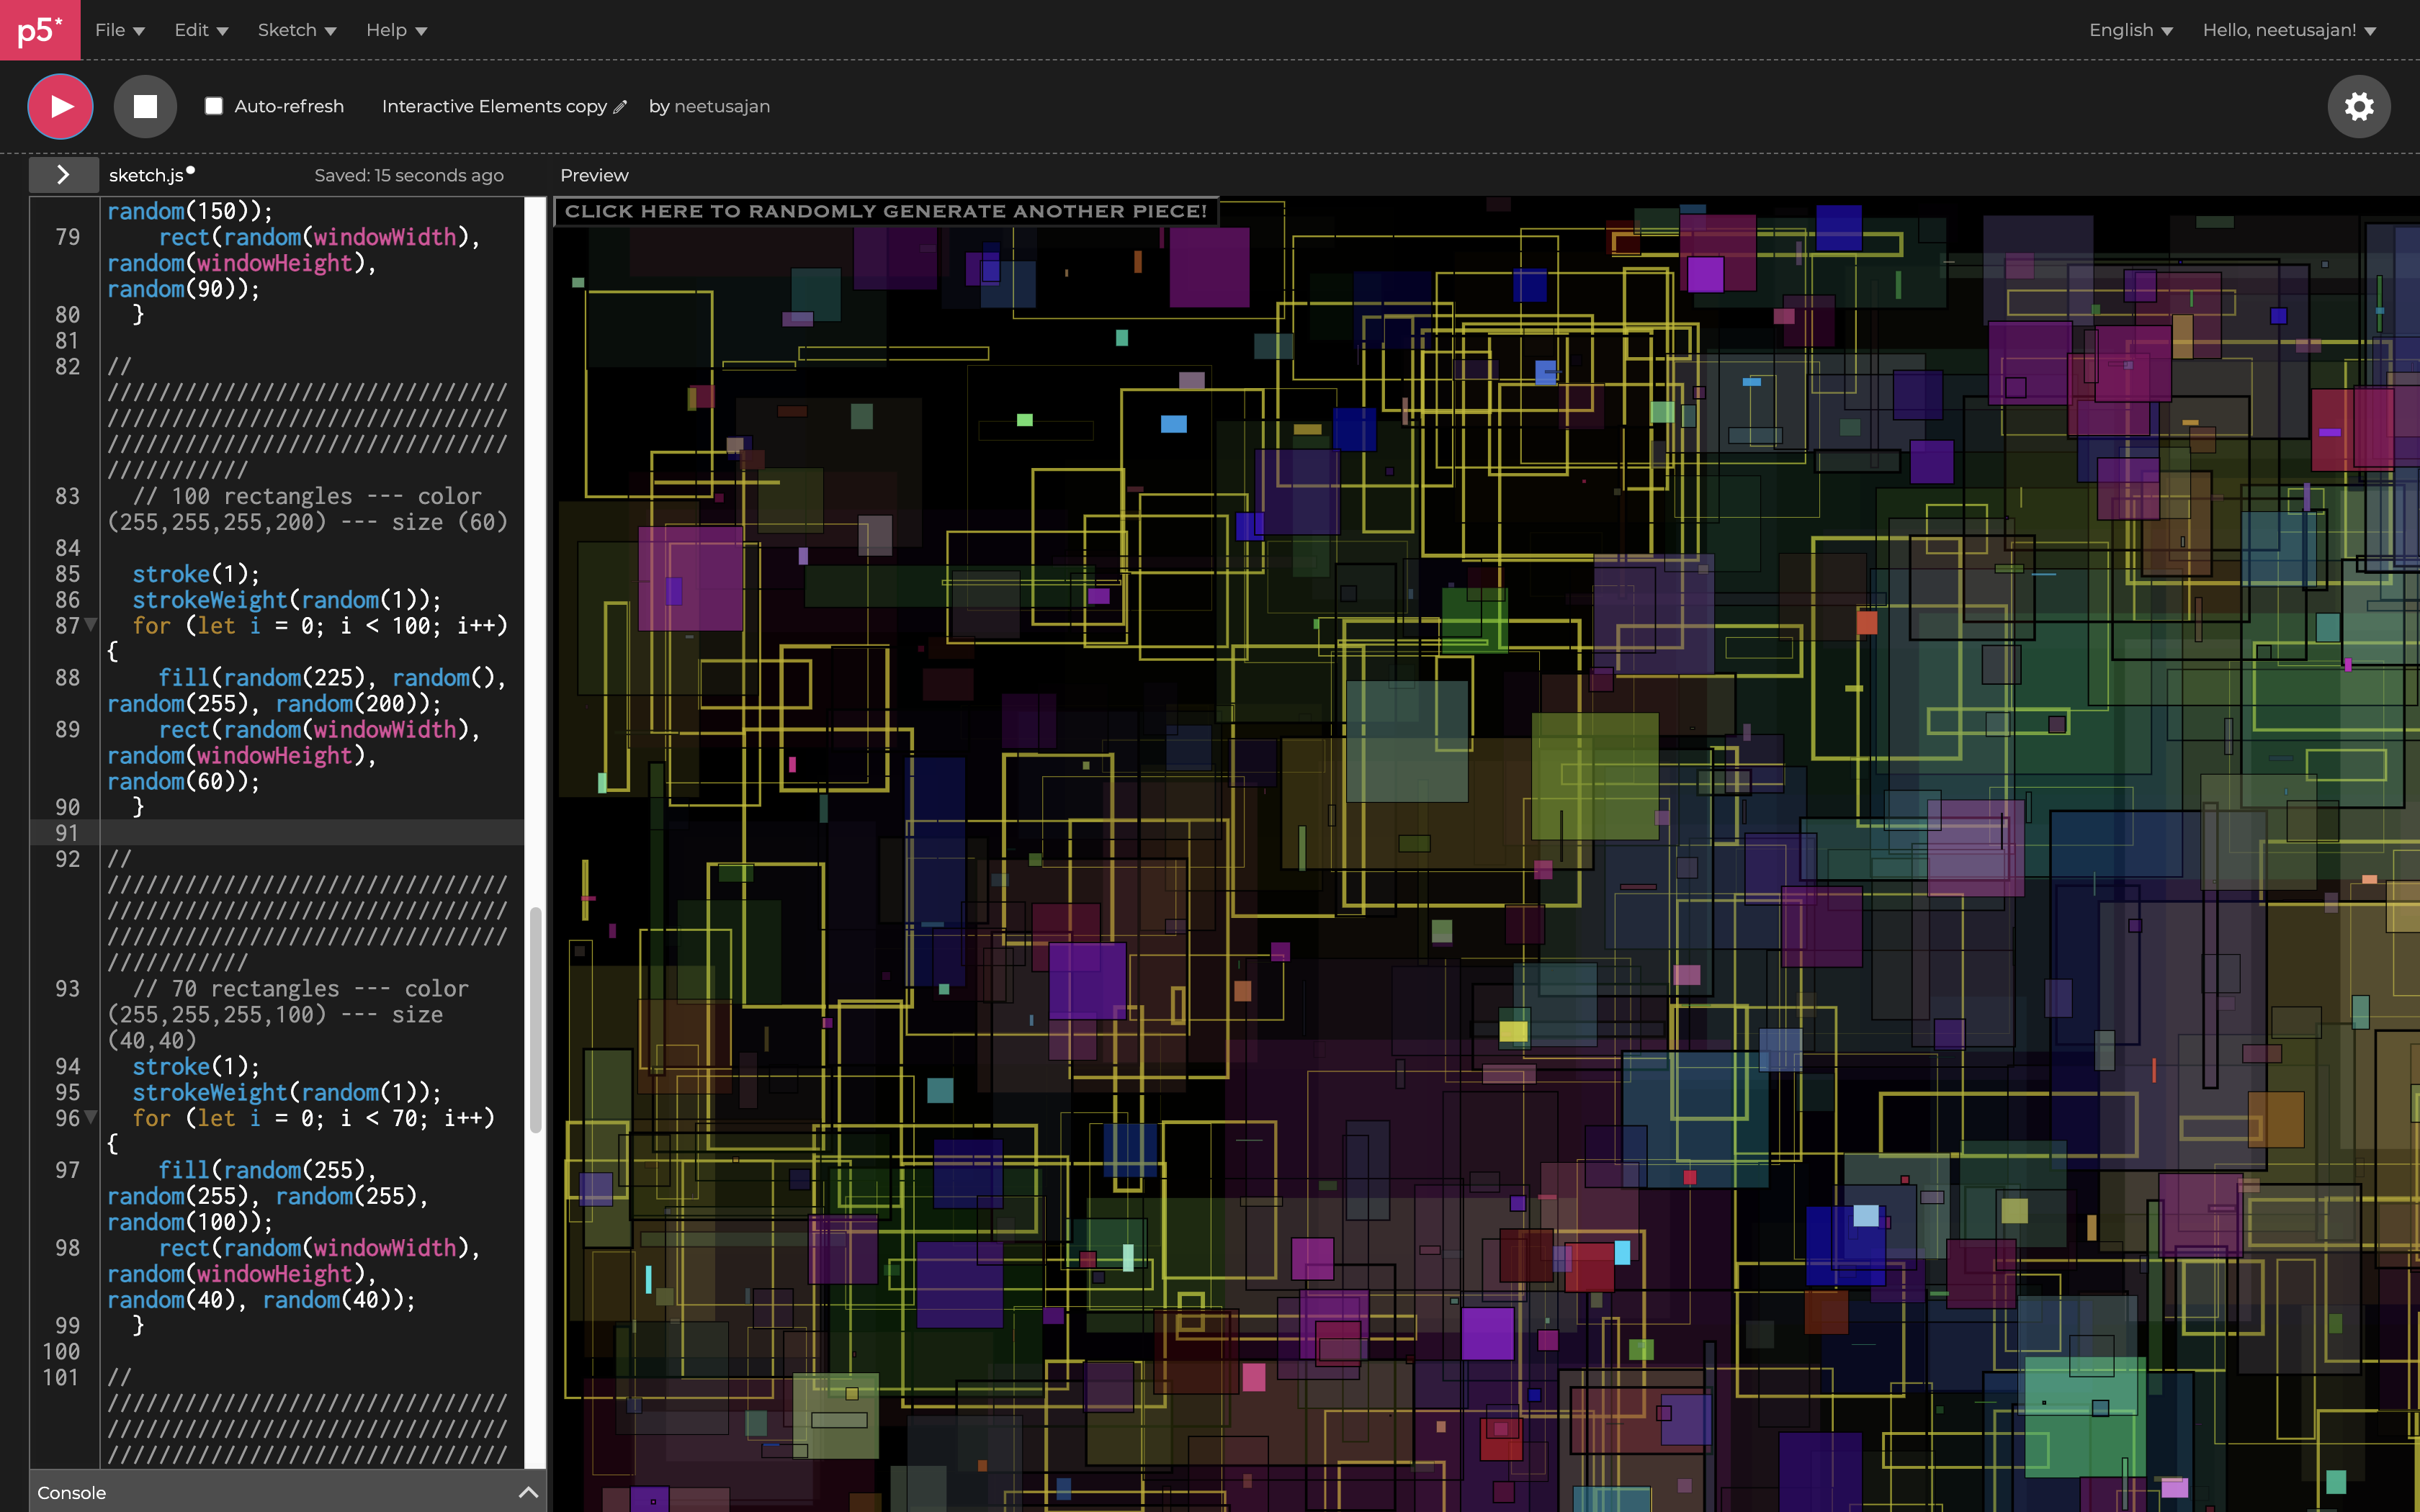 p5* File Edit Sketch Help English Hello, neetusajan!
Auto-refresh Interactive Elements copy by neetusajan
sketch.js Saved: 15 seconds ago Preview
CLICK HERE TO RANDOMLY GENERATE ANOTHER PIECE!
random(150));
79 rect(random(windowWidth),
random(windowHeight),
random(90));
80 }
81
82 //
///////////////////////////////
///////////////////////////////
///////////////////////////////
///////////
83 // 100 rectangles --- color
(255,255,255,200) --- size (60)
84
85 stroke(1);
86 strokeWeight(random(1));
87 for (let i = 0; i < 100; i++)
{
88 fill(random(225), random(),
random(255), random(200));
89 rect(random(windowWidth),
random(windowHeight),
random(60));
90 }
91
92 //
///////////////////////////////
///////////////////////////////
///////////////////////////////
///////////
93 // 70 rectangles --- color
(255,255,255,100) --- size
(40,40)
94 stroke(1);
95 strokeWeight(random(1));
96 for (let i = 0; i < 70; i++)
{
97 fill(random(255),
random(255), random(255),
random(100));
98 rect(random(windowWidth),
random(windowHeight),
random(40), random(40));
99 }
100
101 //
///////////////////////////////
///////////////////////////////
///////////////////////////////
Console